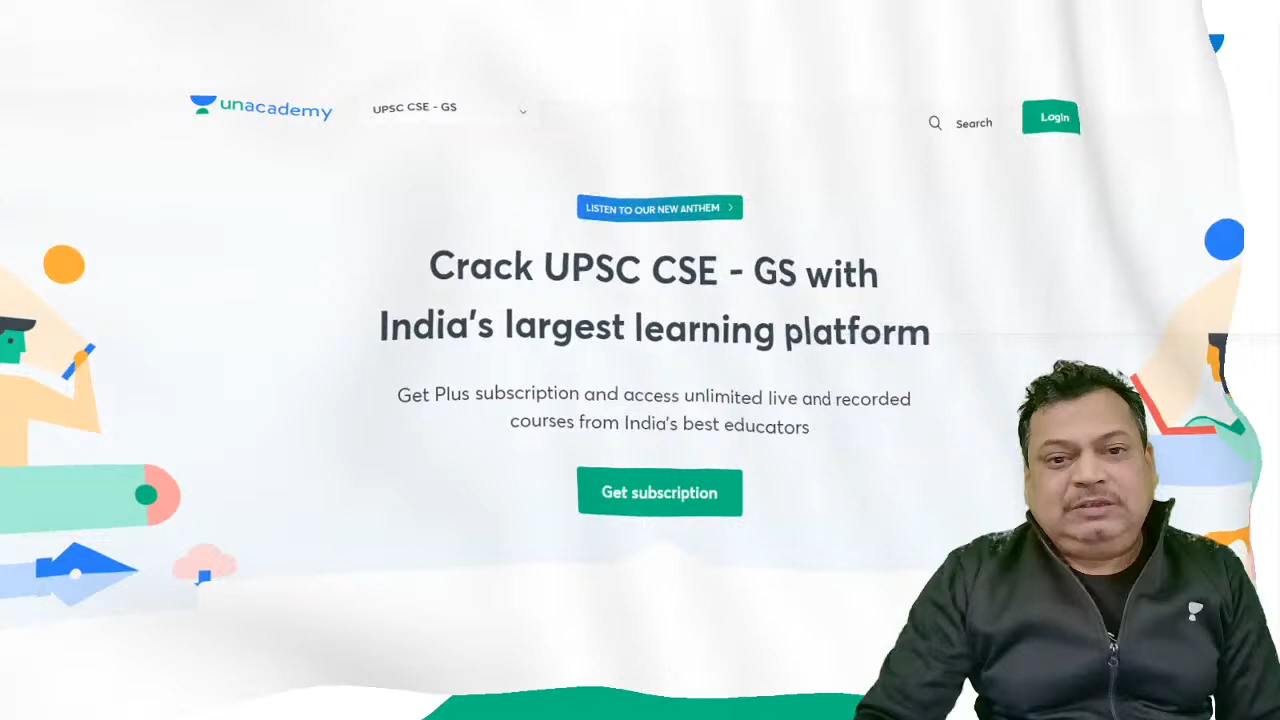 unacademy
UPSC CSE - GS
Search
Login
LISTEN TO OUR NEW ANTHEM
Crack UPSC CSE - GS with
India's largest learning platform
Get Plus subscription and access unlimited live and recorded
courses from India's best educators
Get subscription